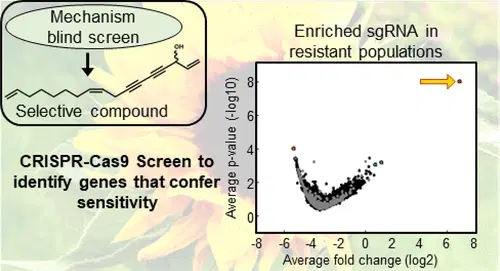 Mechanism
blind screen
OH
Selective compound
CRISPR-Cas9 Screen to
identify genes that confer
sensitivity
Enriched sgRNA in
resistant populations
Average p-value (-log10)
8
6
4
2
0
-8 -6 -4 -2 0 2 4 6 8
Average fold change (log2)